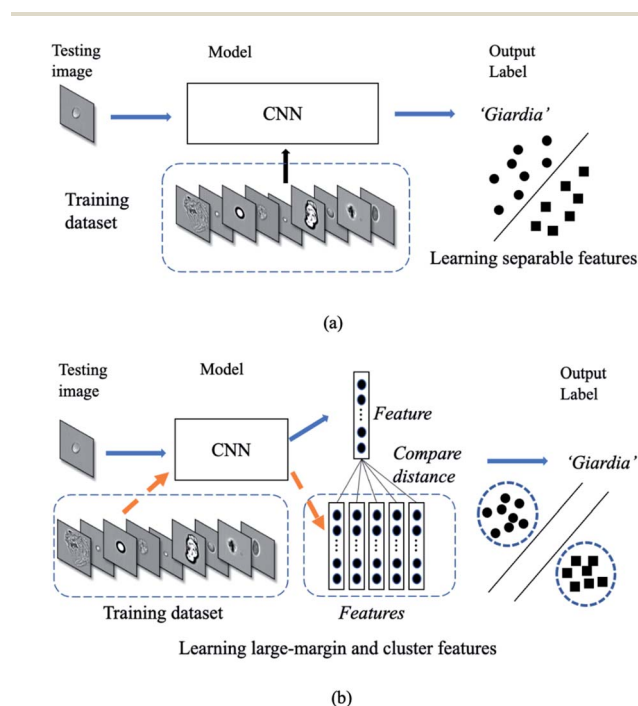 Testing
image
Model
Output
Label
CNN
'Giardia'
Training
dataset
Learning separable features
(a)
Testing
image
Model
Output
Label
CNN
Feature
Compare
distance
'Giardia'
Training dataset
Features
Learning large-margin and cluster features
(b)